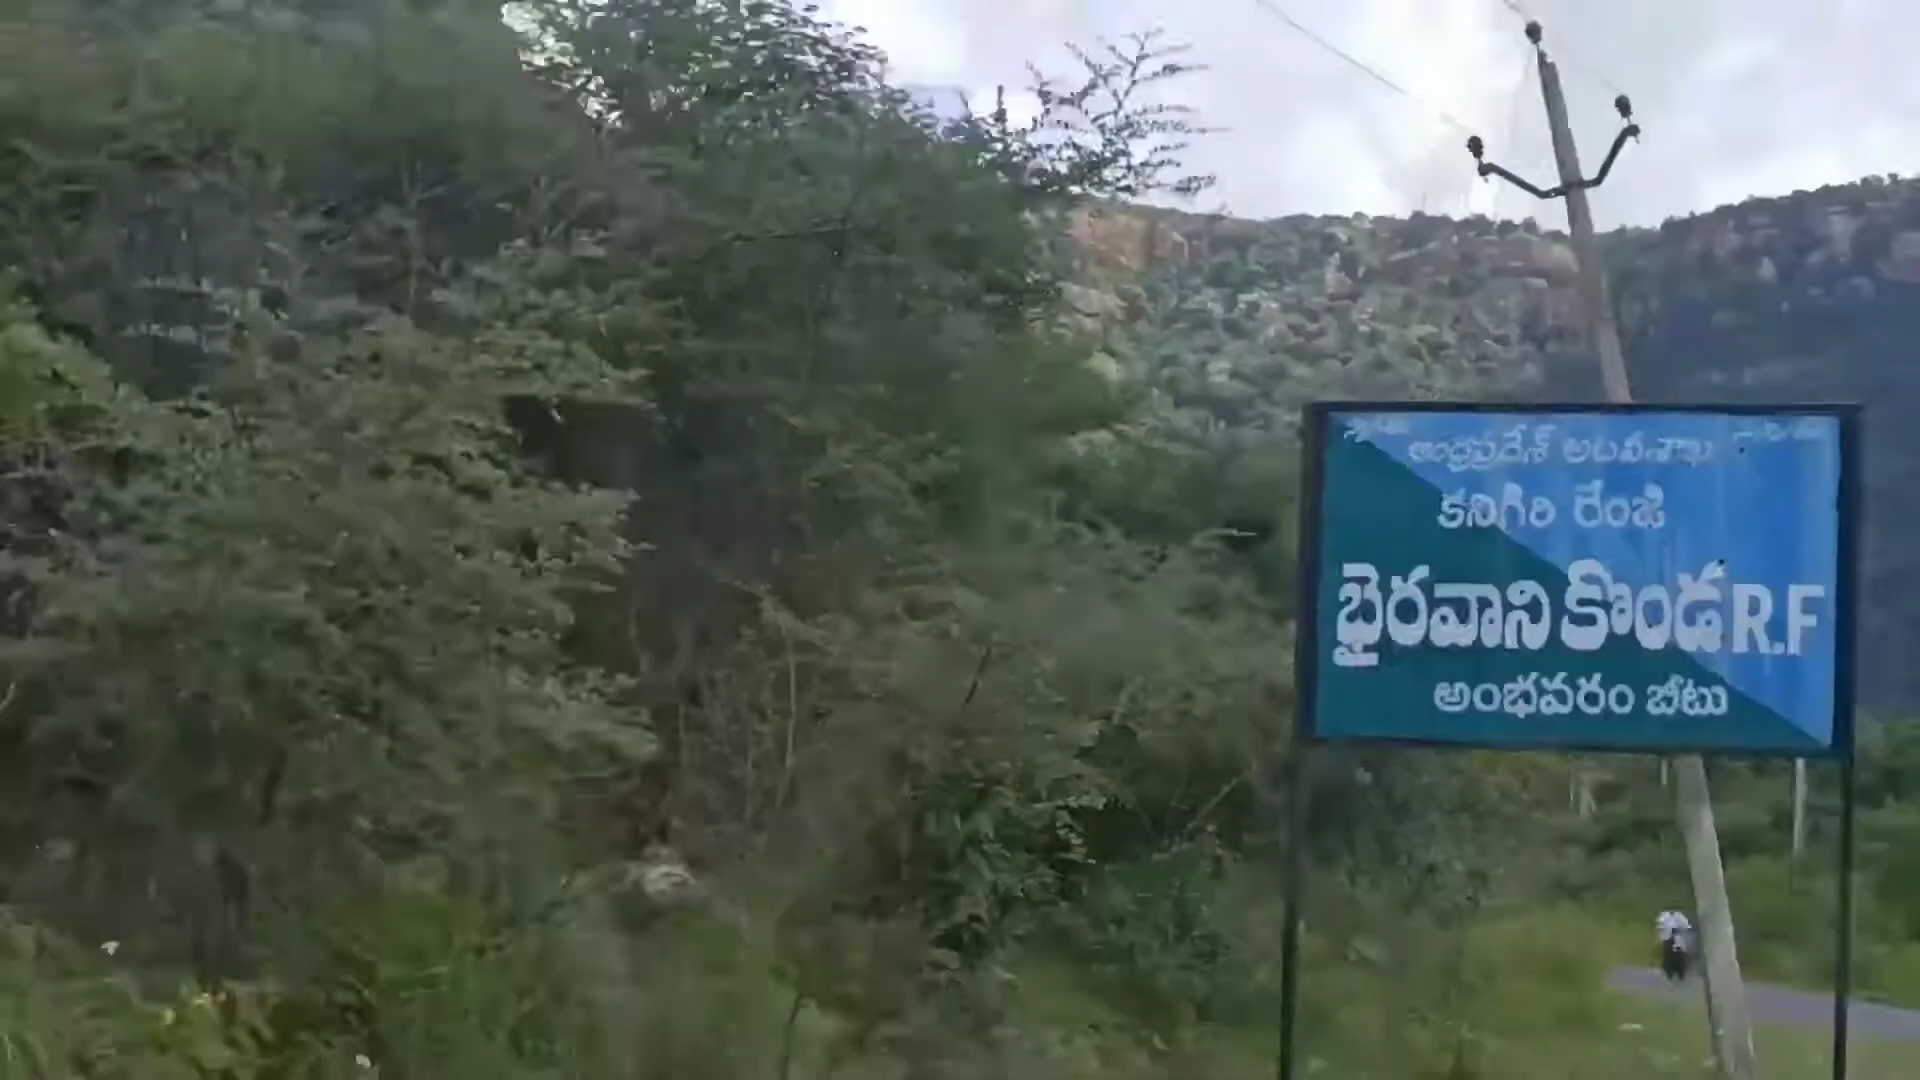 ఆంధ్రప్రదేశ్ అటవీశాఖ
కనిగిరి రేంజి
భైరవాని కొండ R.F
అంభవరం బీటు